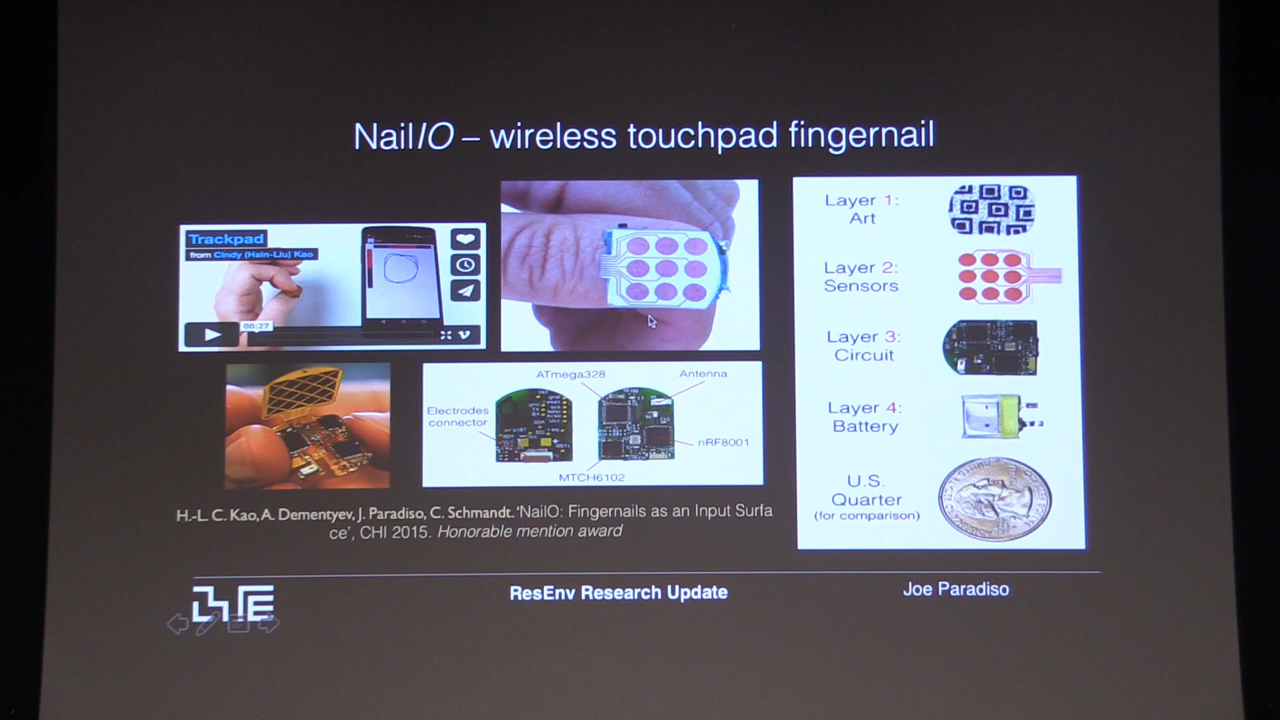 NailIO – wireless touchpad fingernail
Trackpad
from Cindy (Hsin-Liu) Kao
00:27
ATmega328
Antenna
Electrodes
connector
nRF8001
MTCH6102
Layer 1:
Art
Layer 2:
Sensors
Layer 3:
Circuit
Layer 4:
Battery
U.S.
Quarter
(for comparison)
H.-L. C. Kao, A. Dementyev, J. Paradiso, C. Schmandt. 'NailO: Fingernails as an Input Surfa
ce', CHI 2015. Honorable mention award
ResEnv Research Update
Joe Paradiso